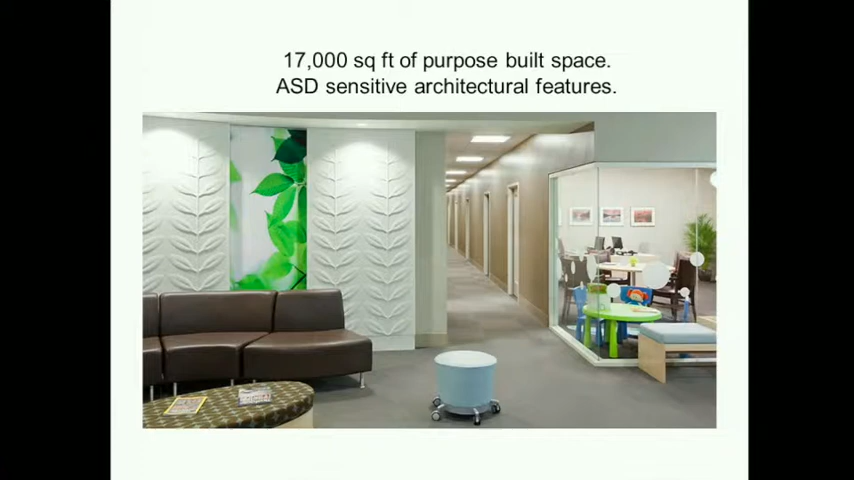 17,000 sq ft of purpose built space.
ASD sensitive architectural features.